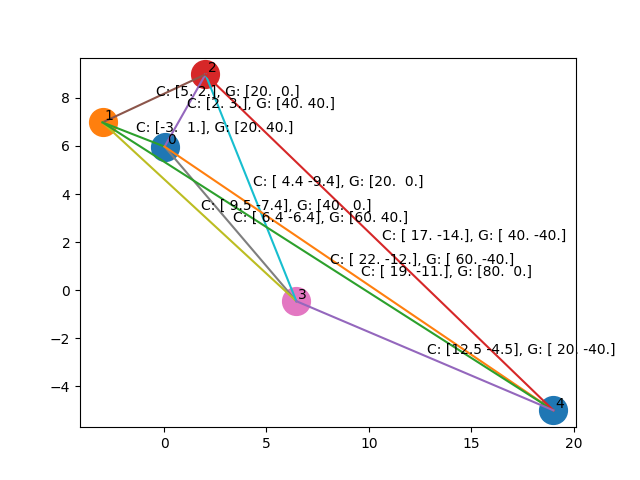 2
C: [5. 2.], G: [20.  0.]
C: [2. 3.], G: [40. 40.]
1
C: [-3.  1.], G: [20. 40.]
0
C: [ 4.4 -9.4], G: [20.  0.]
C: [ 9.5 -7.4], G: [40.  0.]
C: [ 6.4 -6.4], G: [60. 40.]
C: [ 17. -14.], G: [ 40. -40.]
C: [ 22. -12.], G: [ 60. -40.]
C: [ 19. -11.], G: [80.  0.]
3
C: [12.5 -4.5], G: [ 20. -40.]
4
8
6
4
2
0
−2
−4
0 5 10 15 20